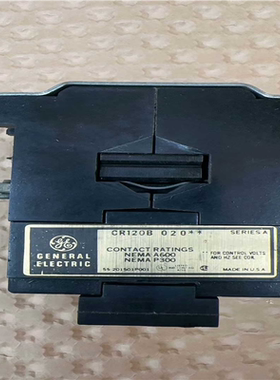 CR120B 020** SERIES A
GE
GENERAL
ELECTRIC
CONTACT RATINGS
NEMA A600
NEMA P300
FOR CONTROL VOLTS
AND HZ SEE COIL
MADE IN U.S.A.